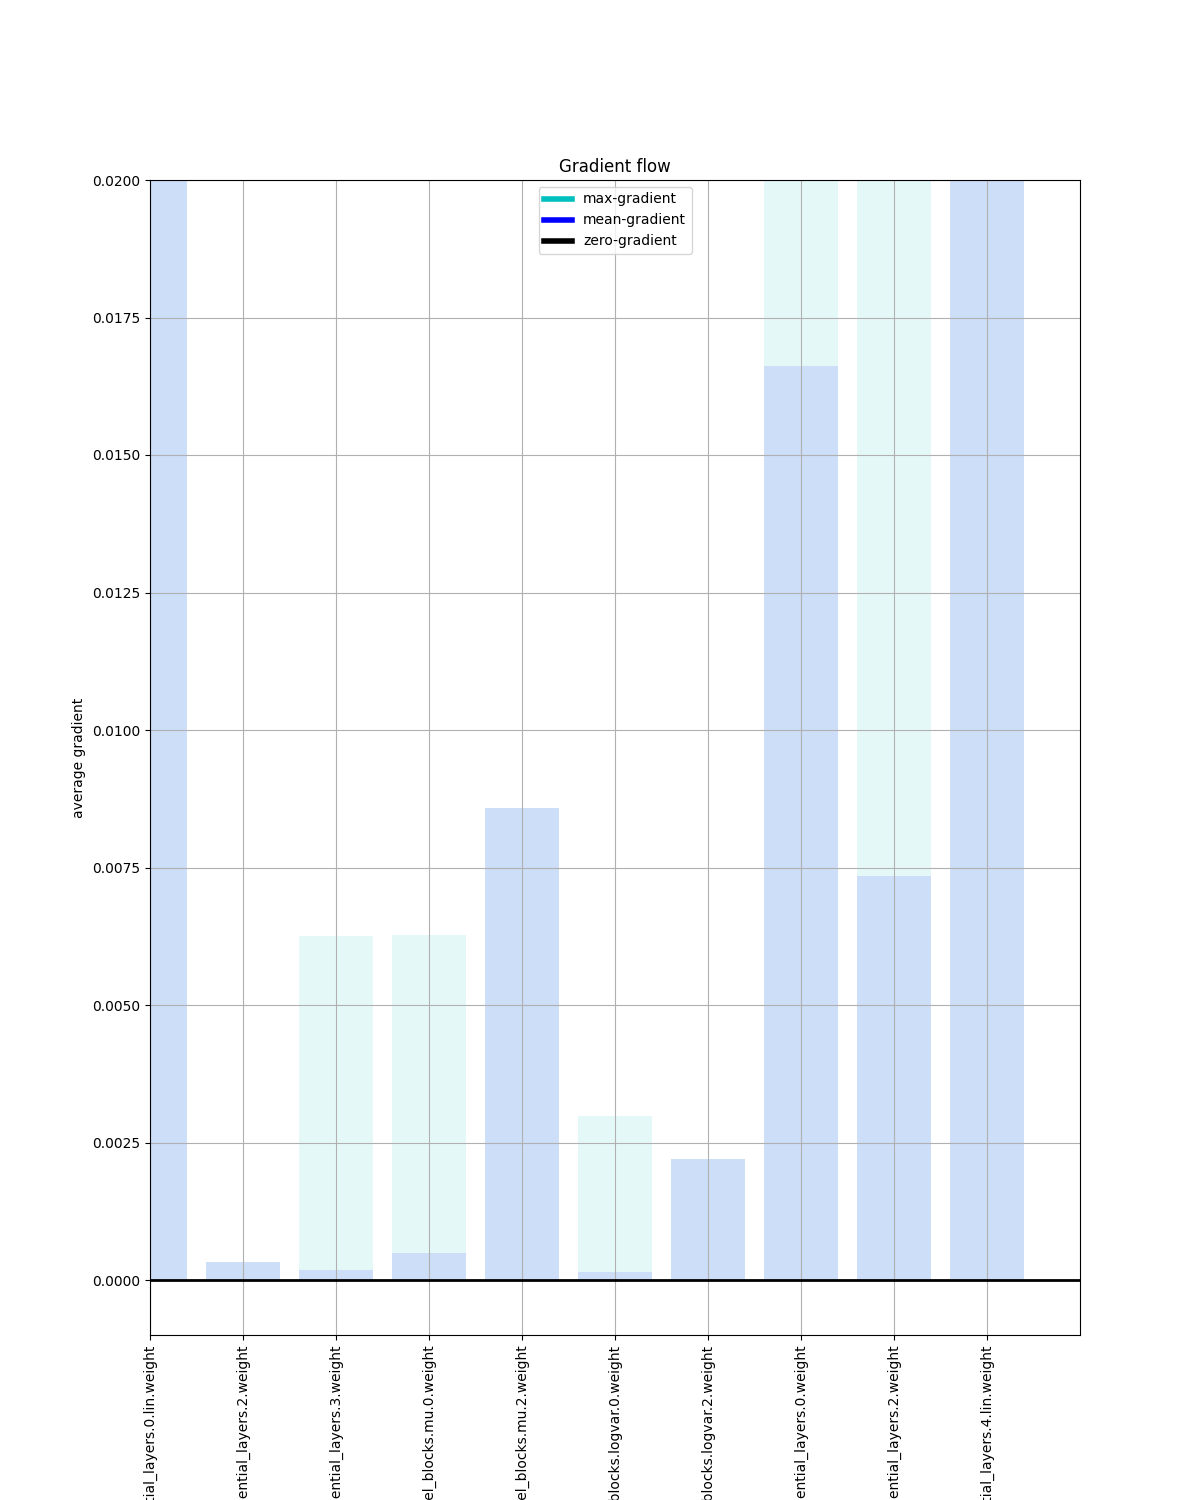 Gradient flow
max-gradient
mean-gradient
zero-gradient
0.0200
0.0175
0.0150
0.0125
0.0100
0.0075
0.0050
0.0025
0.0000
average gradient
tial_layers.0.lin.weight
ential_layers.2.weight
ential_layers.3.weight
el_blocks.mu.0.weight
el_blocks.mu.2.weight
blocks.logvar.0.weight
blocks.logvar.2.weight
ential_layers.0.weight
ential_layers.2.weight
tial_layers.4.lin.weight